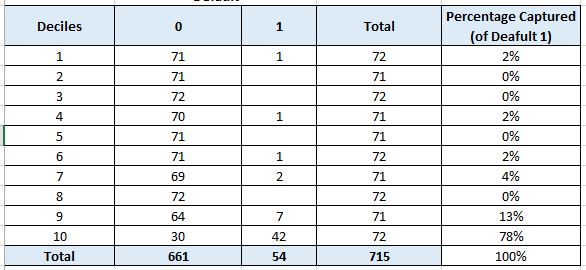 Percentage Captured
Deciles 0 1 Total (of Deafult 1)
1 71 1 72 2%
2 71 71 0%
3 72 72 0%
4 70 1 71 2%
5 71 71 0%
6 71 1 72 2%
7 69 2 71 4%
8 72 72 0%
9 64 7 71 13%
10 30 42 72 78%
Total 661 54 715 100%